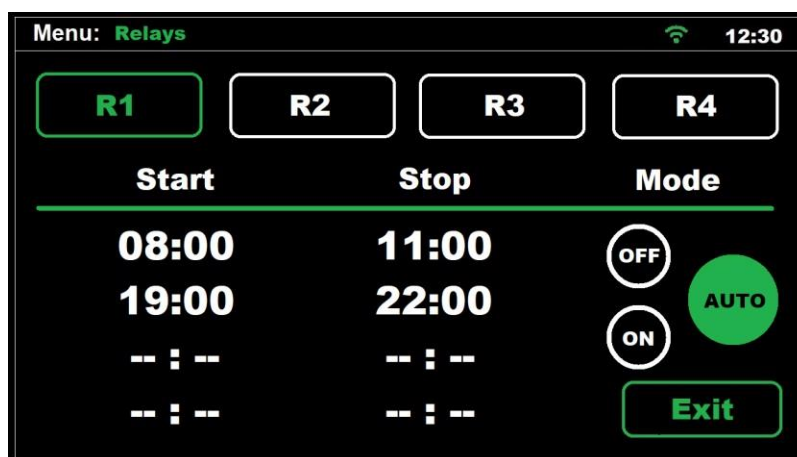 Menu: Relays 12:30
R1 R2 R3 R4
Start Stop Mode
08:00 11:00 OFF
19:00 22:00 AUTO
-- : -- -- : -- ON
-- : -- -- : -- Exit